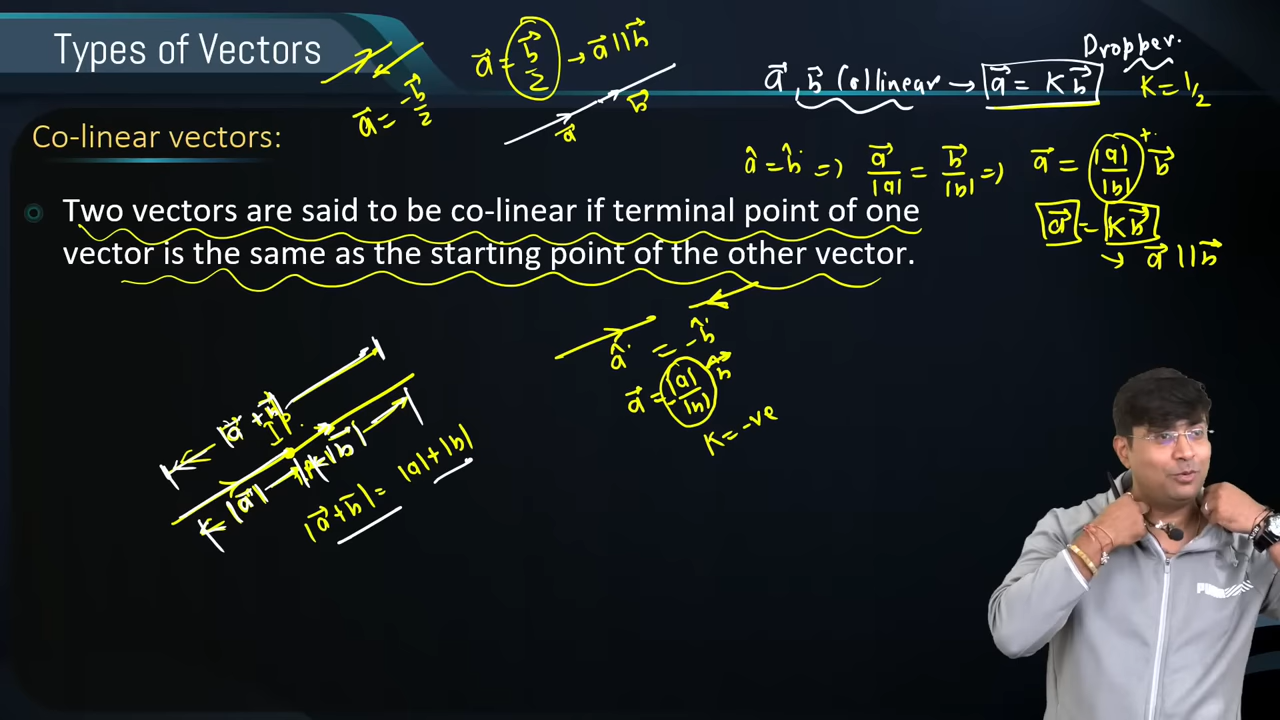 Types of Vectors
a⃗ = -b⃗/2
a⃗ = b⃗/2 → a⃗ || b⃗
a⃗
b⃗
Dropper.
a⃗, b⃗ Collinear → a⃗ = K b⃗
K = 1/2
Co-linear vectors:
â = b̂ => a⃗/|a| = b⃗/|b| => a⃗ = |a|/|b| b⃗
+
a⃗ = K b⃗
→ a⃗ || b⃗
Two vectors are said to be co-linear if terminal point of one
vector is the same as the starting point of the other vector.
â = -b̂
a⃗ = -|a|/|b| b⃗
K = -ve
|a⃗ + b⃗|
|a⃗|
|b⃗|
|a⃗ + b⃗| = |a| + |b|